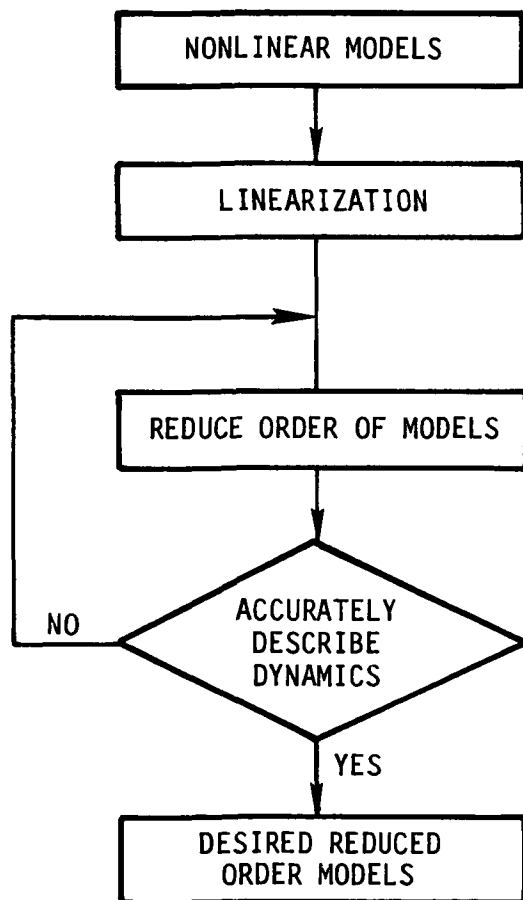 NONLINEAR MODELS
LINEARIZATION
REDUCE ORDER OF MODELS
ACCURATELY
DESCRIBE
DYNAMICS
NO
YES
DESIRED REDUCED
ORDER MODELS